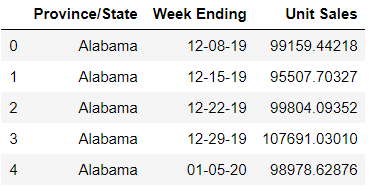 Province/State Week Ending Unit Sales
0 Alabama 12-08-19 99159.44218
1 Alabama 12-15-19 95507.70327
2 Alabama 12-22-19 99804.09352
3 Alabama 12-29-19 107691.03010
4 Alabama 01-05-20 98978.62876